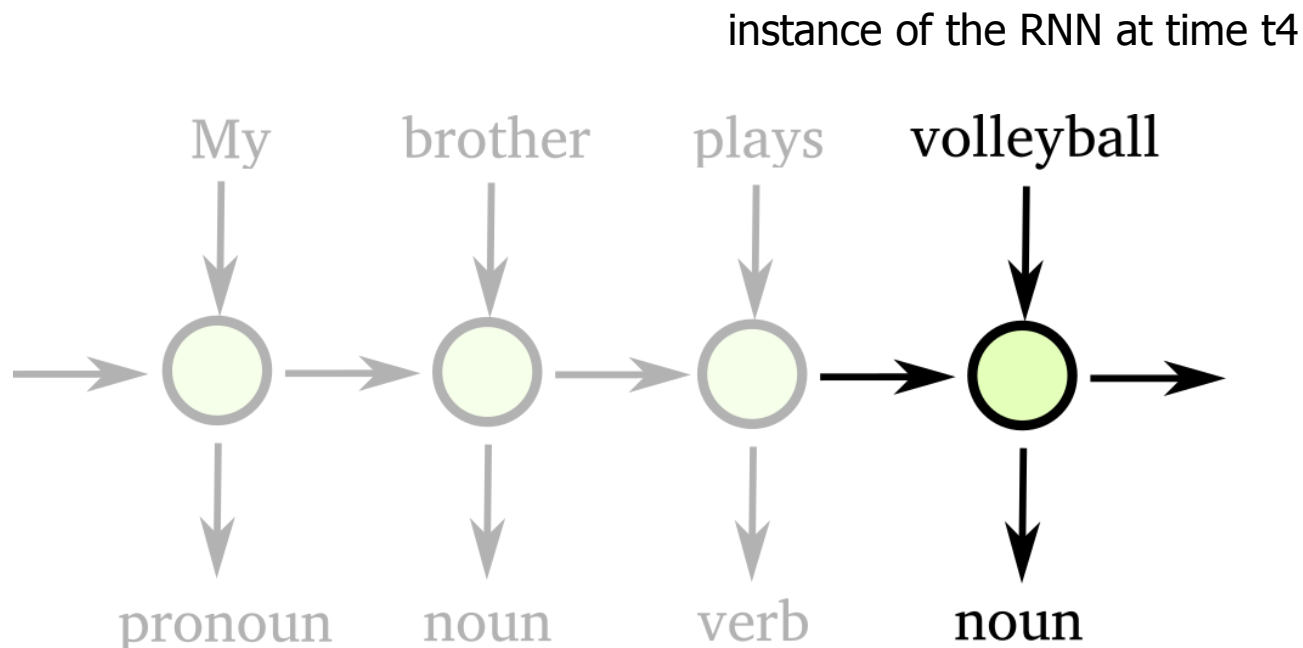 instance of the RNN at time t4
My brother plays volleyball
pronoun noun verb noun